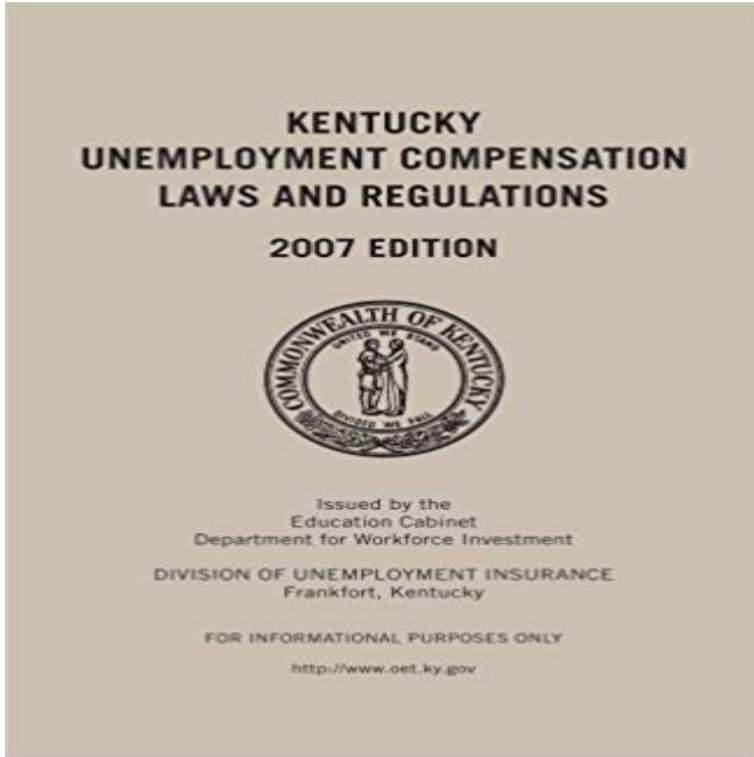 KENTUCKY
UNEMPLOYMENT COMPENSATION
LAWS AND REGULATIONS
2007 EDITION
COMMONWEALTH OF KENTUCKY
UNITED WE STAND
DIVIDED WE FALL
Issued by the
Education Cabinet
Department for Workforce Investment
DIVISION OF UNEMPLOYMENT INSURANCE
Frankfort, Kentucky
FOR INFORMATIONAL PURPOSES ONLY
http://www.oet.ky.gov